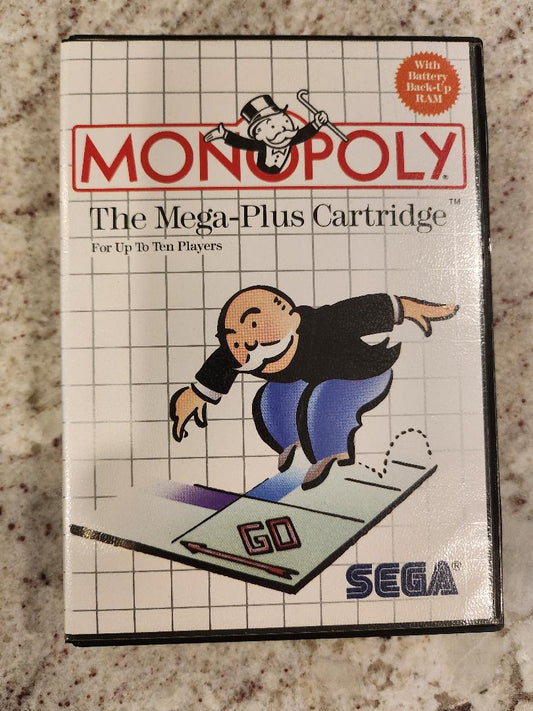 With
Battery
Back-Up
RAM
MONOPOLY®
The Mega-Plus Cartridge™
For Up To Ten Players
GO
SEGA®